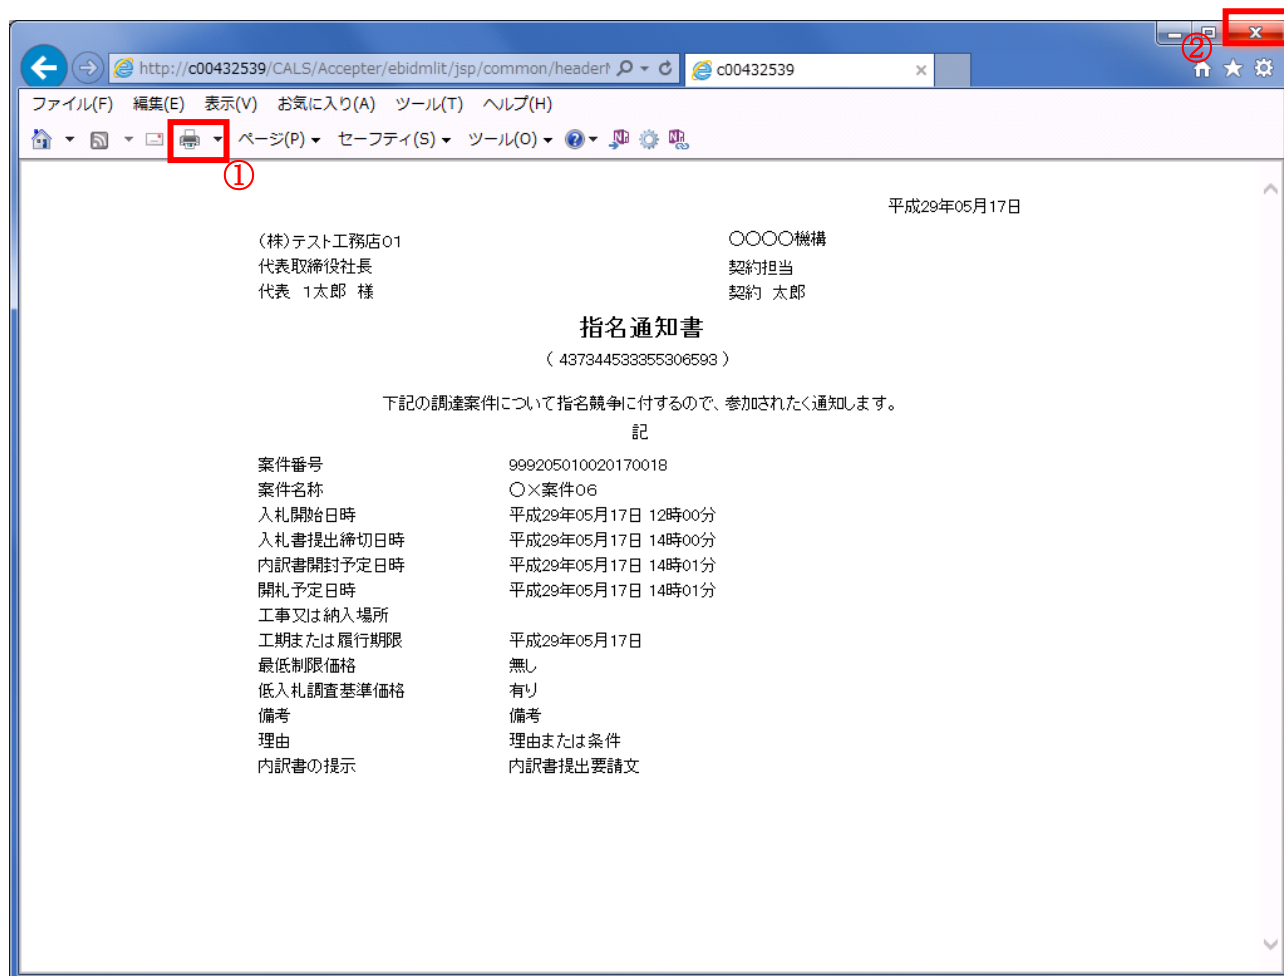 ②
http://c00432539/CALS/Accepter/ebidmlit/jsp/common/header
c00432539
ファイル(F) 編集(E) 表示(V) お気に入り(A) ツール(T) ヘルプ(H)
ページ(P) セーフティ(S) ツール(O)
①
平成29年05月17日
(株)テスト工務店01 〇〇〇〇機構
代表取締役社長 契約担当
代表 1太郎 様 契約 太郎
指名通知書
( 437344533355306593 )
下記の調達案件について指名競争に付するので、参加されたく通知します。
記
案件番号 999205010020170018
案件名称 〇×案件06
入札開始日時 平成29年05月17日 12時00分
入札書提出締切日時 平成29年05月17日 14時00分
内訳書開封予定日時 平成29年05月17日 14時01分
開札予定日時 平成29年05月17日 14時01分
工事又は納入場所
工期または履行期限 平成29年05月17日
最低制限価格 無し
低入札調査基準価格 有り
備考 備考
理由 理由または条件
内訳書の提示 内訳書提出要請文